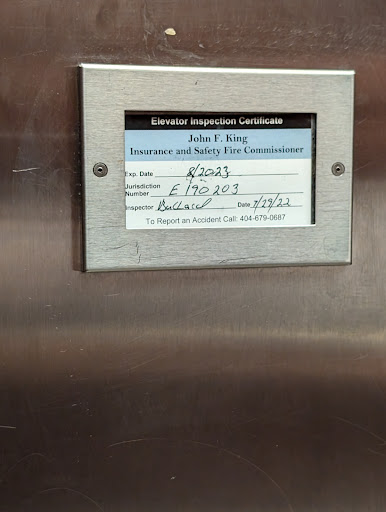 Elevator Inspection Certificate
John F. King
Insurance and Safety Fire Commissioner
Exp. Date 8/2023
Jurisdiction
Number E 190203
Inspector Date 7/29/22
To Report an Accident Call: 404-679-0687